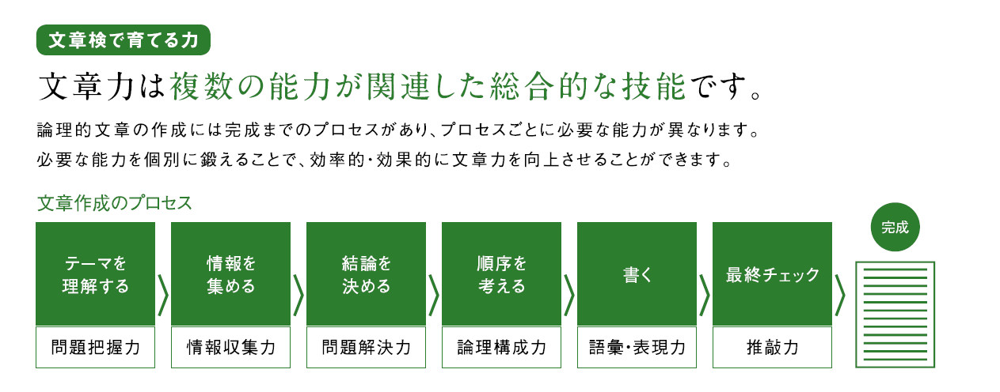 文章検で育てる力
文章力は複数の能力が関連した総合的な技能です。
論理的文章の作成には完成までのプロセスがあり、プロセスごとに必要な能力が異なります。
必要な能力を個別に鍛えることで、効率的・効果的に文章力を向上させることができます。
文章作成のプロセス
テーマを
理解する
問題把握力
情報を
集める
情報収集力
結論を
決める
問題解決力
順序を
考える
論理構成力
書く
語彙・表現力
最終チェック
推敲力
完成